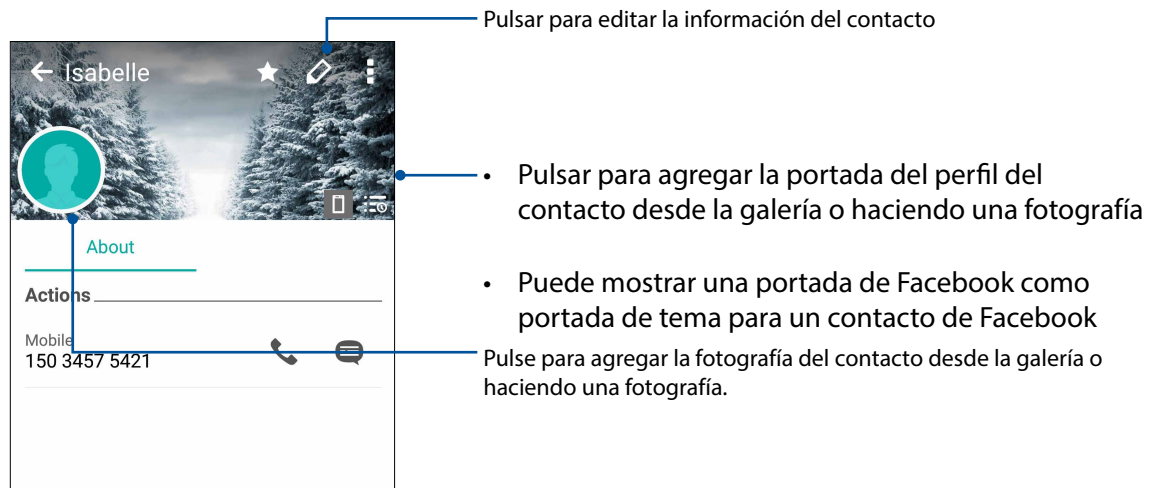 Pulsar para editar la información del contacto
Isabelle
• Pulsar para agregar la portada del perfil del
contacto desde la galería o haciendo una fotografía
About
• Puede mostrar una portada de Facebook como
portada de tema para un contacto de Facebook
Actions
Mobile
150 3457 5421
Pulse para agregar la fotografía del contacto desde la galería o
haciendo una fotografía.